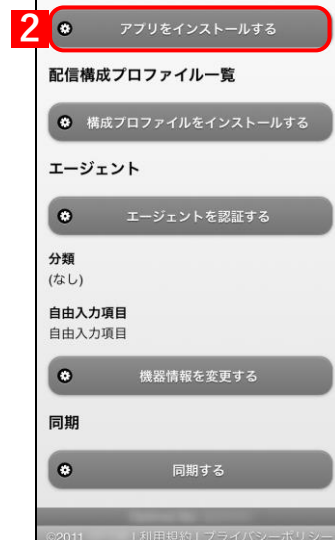 2
アプリをインストールする
配信構成プロファイル一覧
構成プロファイルをインストールする
エージェント
エージェントを認証する
分類
(なし)
自由入力項目
自由入力項目
機器情報を変更する
同期
同期する
©2011 | 利用規約 | プライバシーポリシー